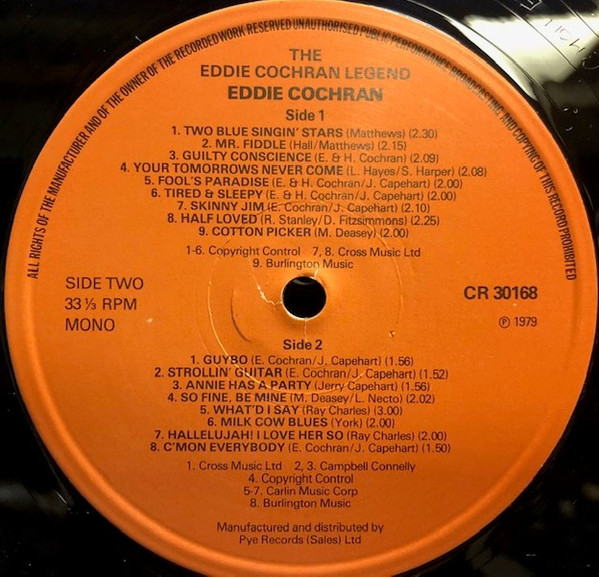 ALL RIGHTS OF THE MANUFACTURER AND OF THE OWNER OF THE RECORDED WORK RESERVED UNAUTHORISED PUBLIC PERFORMANCE BROADCASTING AND COPYING OF THIS RECORD PROHIBITED
THE
EDDIE COCHRAN LEGEND
EDDIE COCHRAN
Side 1
1. TWO BLUE SINGIN' STARS (Matthews) (2.30)
2. MR. FIDDLE (Hall/Matthews) (2.15)
3. GUILTY CONSCIENCE (E. & H. Cochran) (2.09)
4. YOUR TOMORROWS NEVER COME (L. Hayes/S. Harper) (2.08)
5. FOOL'S PARADISE (E. & H. Cochran/J. Capehart) (2.00)
6. TIRED & SLEEPY (E. & H. Cochran/J. Capehart) (2.00)
7. SKINNY JIM (E. Cochran/J. Capehart) (2.10)
8. HALF LOVED (R. Stanley/D. Fitzsimmons) (2.25)
9. COTTON PICKER (M. Deasey) (2.00)
1-6. Copyright Control 7, 8. Cross Music Ltd
9. Burlington Music
SIDE TWO
33 ⅓ RPM
MONO
CR 30168
℗ 1979
Side 2
1. GUYBO (E. Cochran/J. Capehart) (1.56)
2. STROLLIN' GUITAR (E. Cochran/J. Capehart) (1.52)
3. ANNIE HAS A PARTY (Jerry Capehart) (1.56)
4. SO FINE, BE MINE (M. Deasey/L. Necto) (2.02)
5. WHAT'D I SAY (Ray Charles) (3.00)
6. MILK COW BLUES (York) (2.00)
7. HALLELUJAH! I LOVE HER SO (Ray Charles) (2.00)
8. C'MON EVERYBODY (E. Cochran/J. Capehart) (1.50)
1. Cross Music Ltd 2, 3. Campbell Connelly
4. Copyright Control
5-7. Carlin Music Corp
8. Burlington Music
Manufactured and distributed by
Pye Records (Sales) Ltd